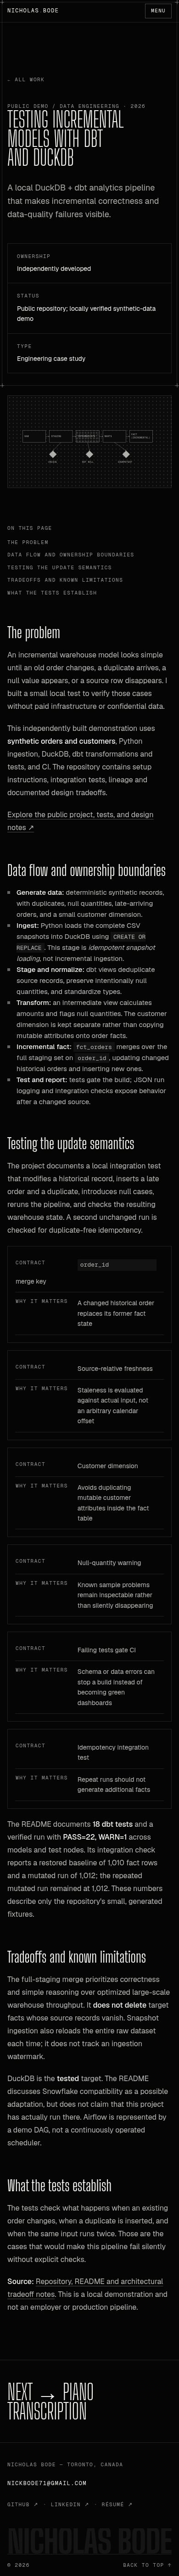 NICHOLAS BODE
MENU
← ALL WORK
PUBLIC DEMO / DATA ENGINEERING · 2026
TESTING INCREMENTAL
MODELS WITH DBT
AND DUCKDB
A local DuckDB + dbt analytics pipeline
that makes incremental correctness and
data-quality failures visible.
OWNERSHIP
Independently developed
STATUS
Public repository; locally verified synthetic-data
demo
TYPE
Engineering case study
ON THIS PAGE
THE PROBLEM
DATA FLOW AND OWNERSHIP BOUNDARIES
TESTING THE UPDATE SEMANTICS
TRADEOFFS AND KNOWN LIMITATIONS
WHAT THE TESTS ESTABLISH
The problem
An incremental warehouse model looks simple
until an old order changes, a duplicate arrives, a
null value appears, or a source row disappears. I
built a small local test to verify those cases
without paid infrastructure or confidential data.
This independently built demonstration uses
synthetic orders and customers, Python
ingestion, DuckDB, dbt transformations and
tests, and CI. The repository contains setup
instructions, integration tests, lineage and
documented design tradeoffs.
Explore the public project, tests, and design
notes ↗
Data flow and ownership boundaries
Generate data: deterministic synthetic records,
with duplicates, null quantities, late-arriving
orders, and a small customer dimension.
Ingest: Python loads the complete CSV
snapshots into DuckDB using CREATE OR
REPLACE. This stage is idempotent snapshot
loading, not incremental ingestion.
Stage and normalize: dbt views deduplicate
source records, preserve intentionally null
quantities, and standardize types.
Transform: an intermediate view calculates
amounts and flags null quantities. The customer
dimension is kept separate rather than copying
mutable attributes onto order facts.
Incremental fact: fct_orders merges over the
full staging set on order_id, updating changed
historical orders and inserting new ones.
Test and report: tests gate the build; JSON run
logging and integration checks expose behavior
after a changed source.
Testing the update semantics
The project documents a local integration test
that modifies a historical record, inserts a late
order and a duplicate, introduces null cases,
reruns the pipeline, and checks the resulting
warehouse state. A second unchanged run is
checked for duplicate-free idempotency.
CONTRACT
order_id
merge key
WHY IT MATTERS
A changed historical order
replaces its former fact
state
CONTRACT
Source-relative freshness
WHY IT MATTERS
Staleness is evaluated
against actual input, not
an arbitrary calendar
offset
CONTRACT
Customer dimension
WHY IT MATTERS
Avoids duplicating
mutable customer
attributes inside the fact
table
CONTRACT
Null-quantity warning
WHY IT MATTERS
Known sample problems
remain inspectable rather
than silently disappearing
CONTRACT
Failing tests gate CI
WHY IT MATTERS
Schema or data errors can
stop a build instead of
becoming green
dashboards
CONTRACT
Idempotency integration
test
WHY IT MATTERS
Repeat runs should not
generate additional facts
The README documents 18 dbt tests and a
verified run with PASS=22, WARN=1 across
models and test nodes. Its integration check
reports a restored baseline of 1,010 fact rows
and a mutated run of 1,012; the repeated
mutated run remained at 1,012. These numbers
describe only the repository's small, generated
fixtures.
Tradeoffs and known limitations
The full-staging merge prioritizes correctness
and simple reasoning over optimized large-scale
warehouse throughput. It does not delete target
facts whose source records vanish. Snapshot
ingestion also reloads the entire raw dataset
each time; it does not track an ingestion
watermark.
DuckDB is the tested target. The README
discusses Snowflake compatibility as a possible
adaptation, but does not claim that this project
has actually run there. Airflow is represented by
a demo DAG, not a continuously operated
scheduler.
What the tests establish
The tests check what happens when an existing
order changes, when a duplicate is inserted, and
when the same input runs twice. Those are the
cases that would make this pipeline fail silently
without explicit checks.
Source: Repository, README and architectural
tradeoff notes. This is a local demonstration and
not an employer or production pipeline.
NEXT → PIANO
TRANSCRIPTION
NICHOLAS BODE — TORONTO, CANADA
NICKBODE71@GMAIL.COM
GITHUB ↗ · LINKEDIN ↗ · RÉSUMÉ ↗
NICHOLAS BODE
© 2026
BACK TO TOP ↑